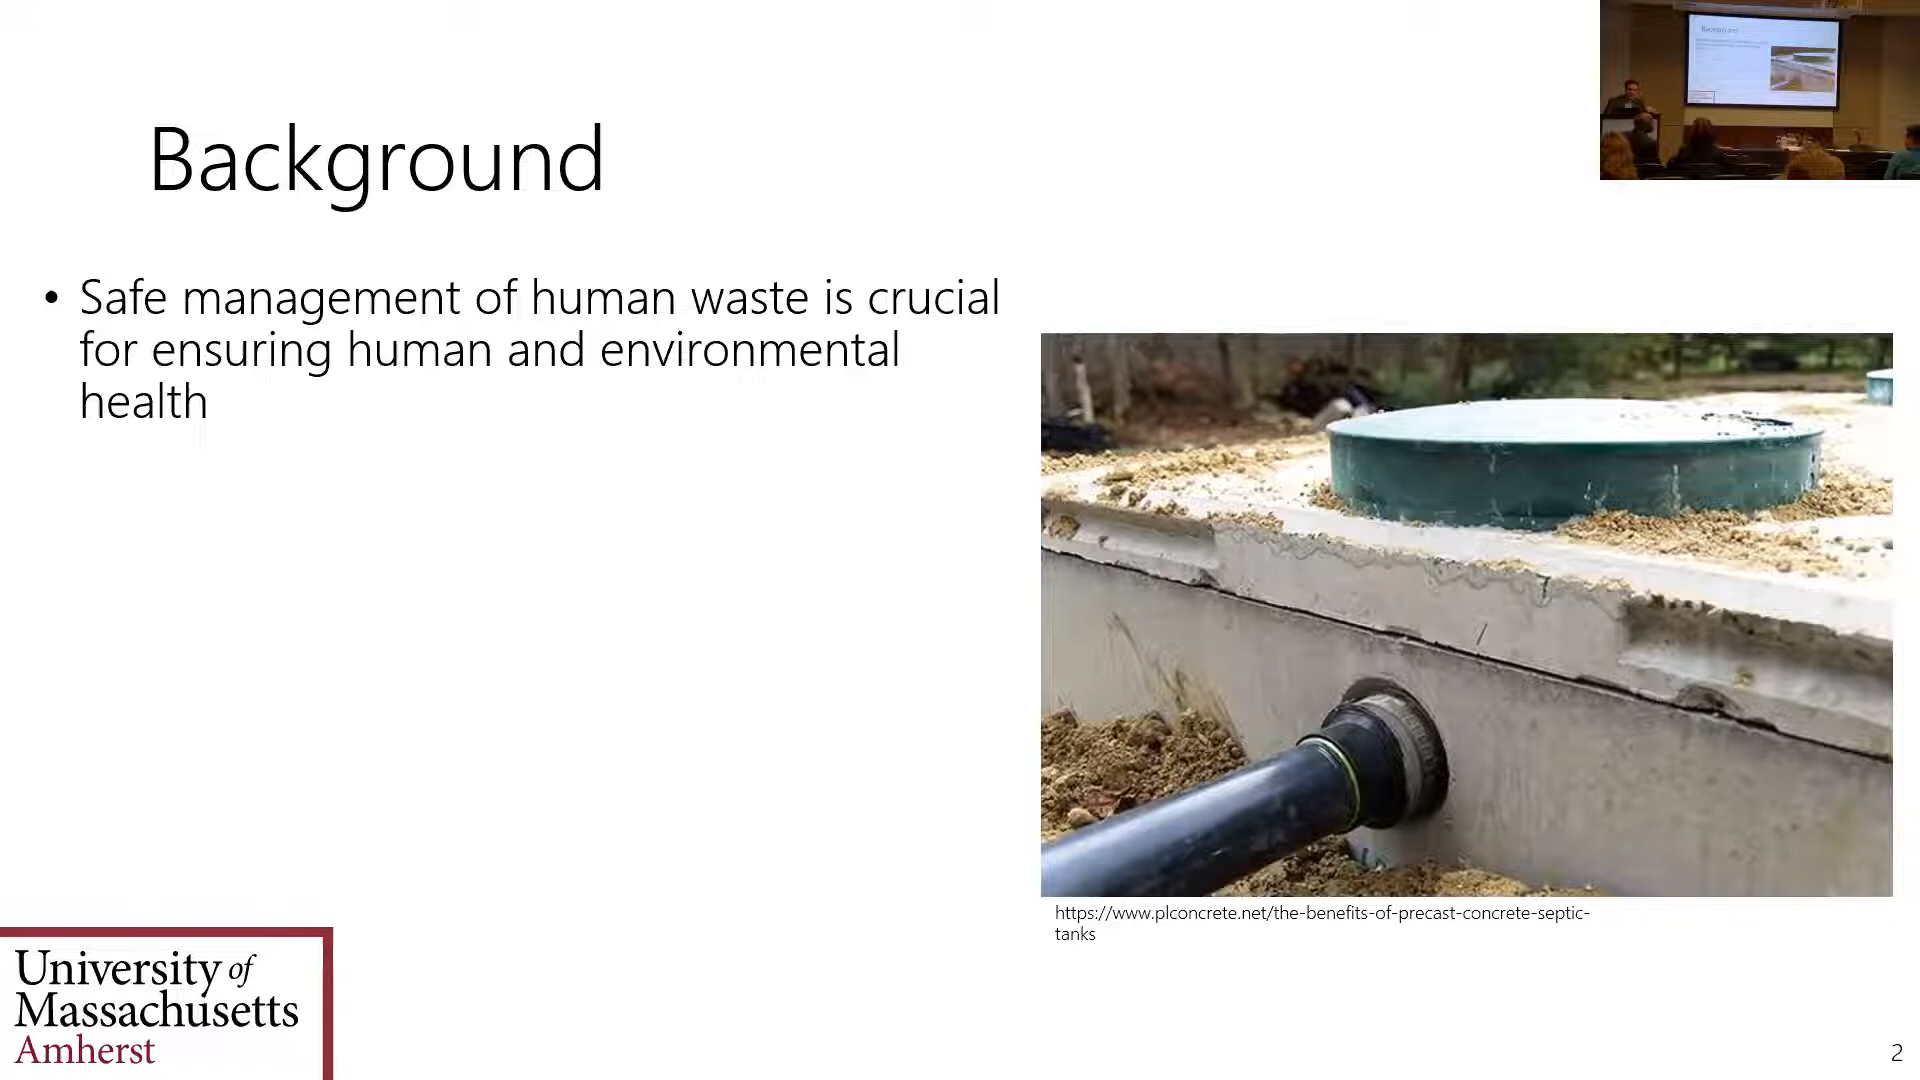 Background
• Safe management of human waste is crucial
for ensuring human and environmental
health
https://www.plconcrete.net/the-benefits-of-precast-concrete-septic-
tanks
University of
Massachusetts
Amherst
2
Background